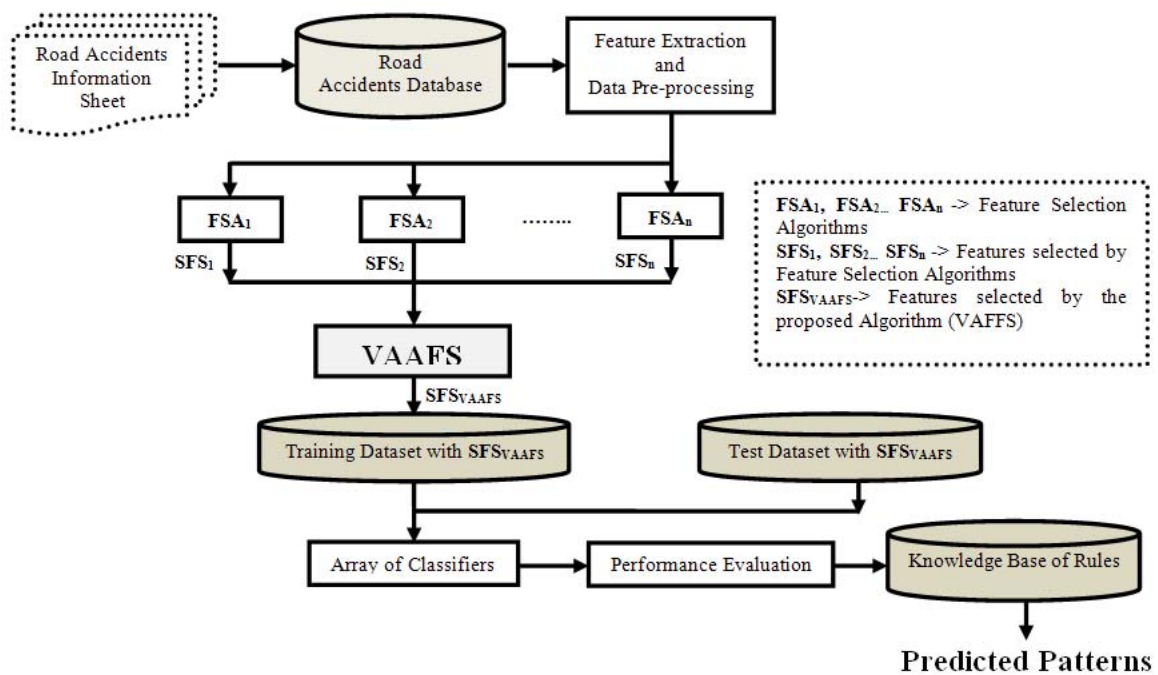 Road Accidents
Information
Sheet
Road
Accidents Database
Feature Extraction
and
Data Pre-processing
FSA1
FSA2
........
FSAn
SFS1
SFS2
SFSn
FSA1, FSA2... FSAn -> Feature Selection
Algorithms
SFS1, SFS2... SFSn -> Features selected by
Feature Selection Algorithms
SFSVAAFS-> Features selected by the
proposed Algorithm (VAFFS)
VAAFS
SFSVAAFS
Training Dataset with SFSVAAFS
Test Dataset with SFSVAAFS
Array of Classifiers
Performance Evaluation
Knowledge Base of Rules
Predicted Patterns